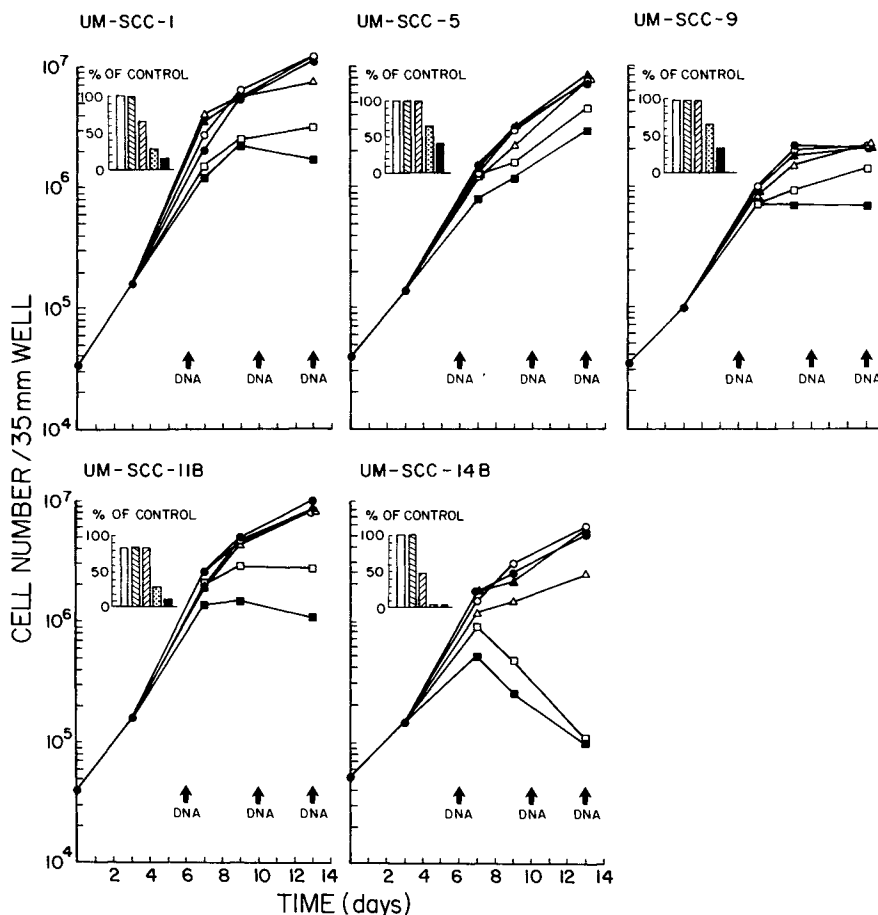 UM-SCC-1
UM-SCC-5
UM-SCC-9
10⁷
% OF CONTROL
100
50
0
% OF CONTROL
100
50
0
% OF CONTROL
100
50
0
10⁶
10⁵
DNA DNA DNA
DNA DNA DNA
DNA DNA DNA
10⁴
CELL NUMBER/35mm WELL
UM-SCC-11B
UM-SCC-14B
10⁷
% OF CONTROL
100
50
0
% OF CONTROL
100
50
0
10⁶
10⁵
DNA DNA DNA
DNA DNA DNA
10⁴
2 4 6 8 10 12 14
2 4 6 8 10 12 14
TIME (days)